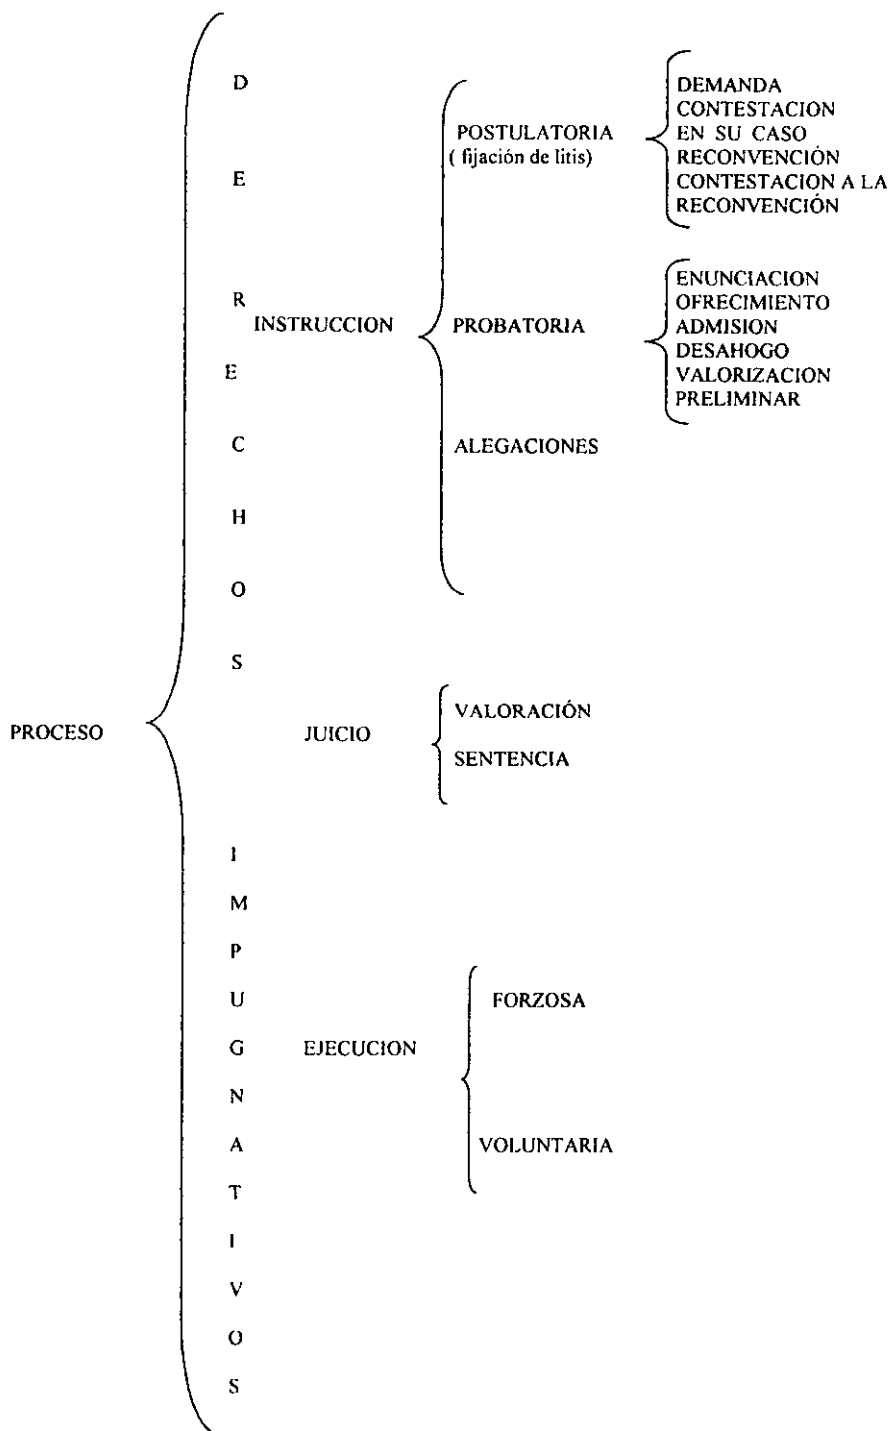 PROCESO
D
E
R
E
C
H
O
S
I
M
P
U
G
N
A
T
I
V
O
S
INSTRUCCION
POSTULATORIA
( fijación de litis)
DEMANDA
CONTESTACION
EN SU CASO
RECONVENCIÓN
CONTESTACION A LA
RECONVENCIÓN
PROBATORIA
ENUNCIACION
OFRECIMIENTO
ADMISION
DESAHOGO
VALORIZACION
PRELIMINAR
ALEGACIONES
JUICIO
VALORACIÓN
SENTENCIA
EJECUCION
FORZOSA
VOLUNTARIA